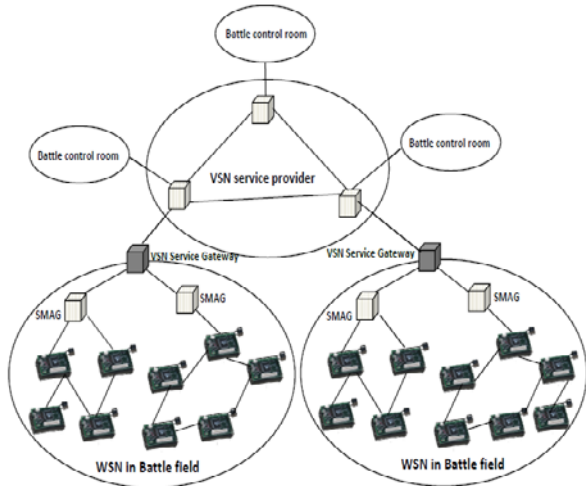 Battle control room
Battle control room
Battle control room
VSN service provider
VSN Service Gateway
VSN Service Gateway
SMAG
SMAG
SMAG
SMAG
WSN in Battle field
WSN in Battle field